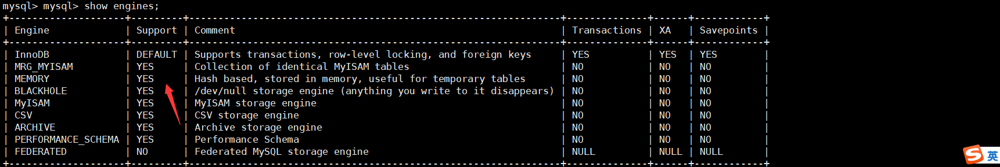 mysql> mysql> show engines;
+--------------------+---------+----------------------------------------------------------------+--------------+------+------------+
| Engine             | Support | Comment                                                        | Transactions | XA   | Savepoints |
+--------------------+---------+----------------------------------------------------------------+--------------+------+------------+
| InnoDB             | DEFAULT | Supports transactions, row-level locking, and foreign keys     | YES          | YES  | YES        |
| MRG_MYISAM         | YES     | Collection of identical MyISAM tables                          | NO           | NO   | NO         |
| MEMORY             | YES     | Hash based, stored in memory, useful for temporary tables      | NO           | NO   | NO         |
| BLACKHOLE          | YES     | /dev/null storage engine (anything you write to it disappears) | NO           | NO   | NO         |
| MyISAM             | YES     | MyISAM storage engine                                          | NO           | NO   | NO         |
| CSV                | YES     | CSV storage engine                                             | NO           | NO   | NO         |
| ARCHIVE            | YES     | Archive storage engine                                         | NO           | NO   | NO         |
| PERFORMANCE_SCHEMA | YES     | Performance Schema                                             | NO           | NO   | NO         |
| FEDERATED          | NO      | Federated MySQL storage engine                                 | NULL         | NULL | NULL       |
+--------------------+---------+----------------------------------------------------------------+--------------+------+------------+
S 英